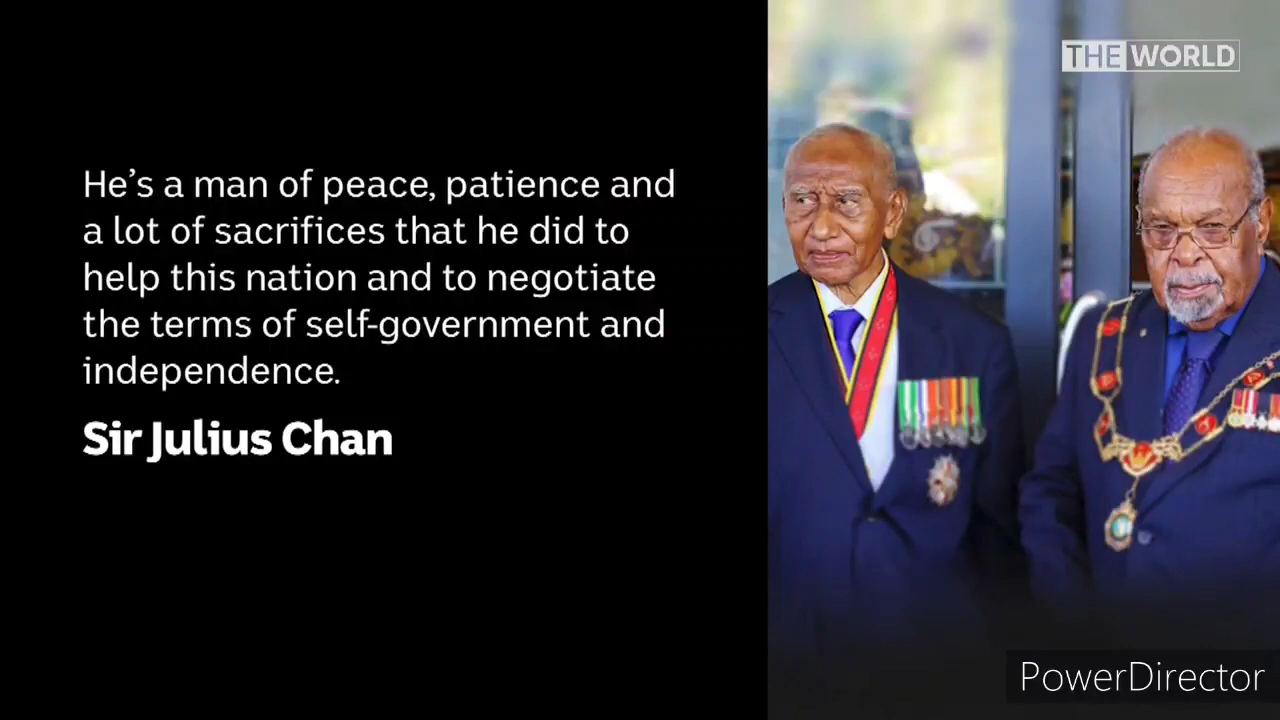 THE WORLD
He's a man of peace, patience and
a lot of sacrifices that he did to
help this nation and to negotiate
the terms of self-government and
independence.
Sir Julius Chan
PowerDirector